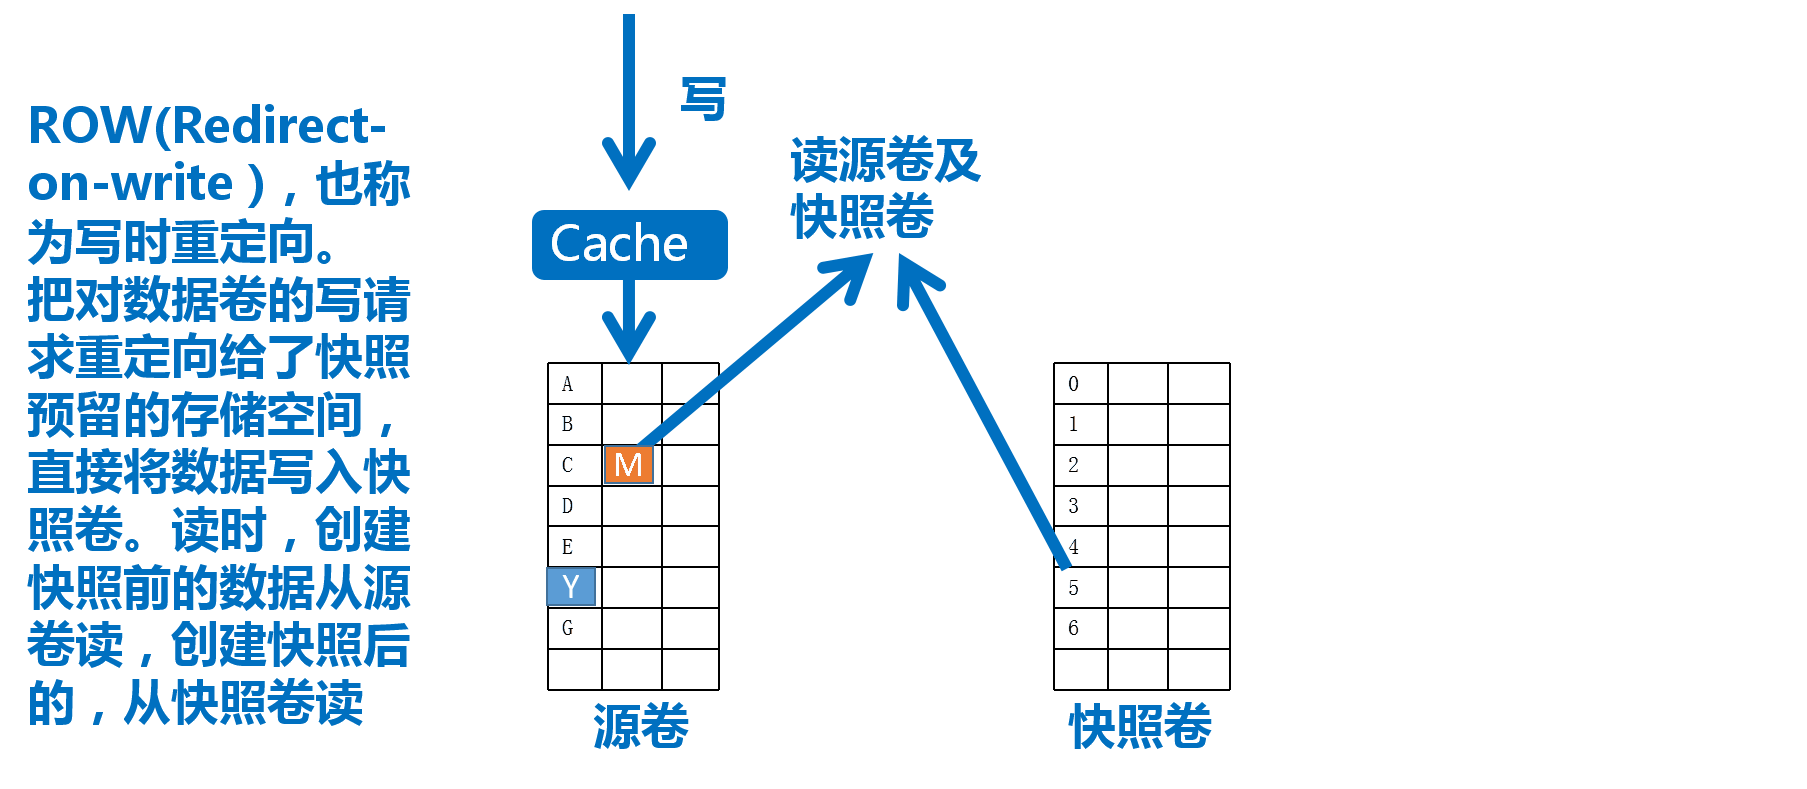 ROW(Redirect-
on-write），也称
为写时重定向。
把对数据卷的写请
求重定向给了快照
预留的存储空间，
直接将数据写入快
照卷。读时，创建
快照前的数据从源
卷读，创建快照后
的，从快照卷读
写
Cache
读源卷及
快照卷
A
B
C M
D
E
Y
G
源卷
0
1
2
3
4
5
6
快照卷